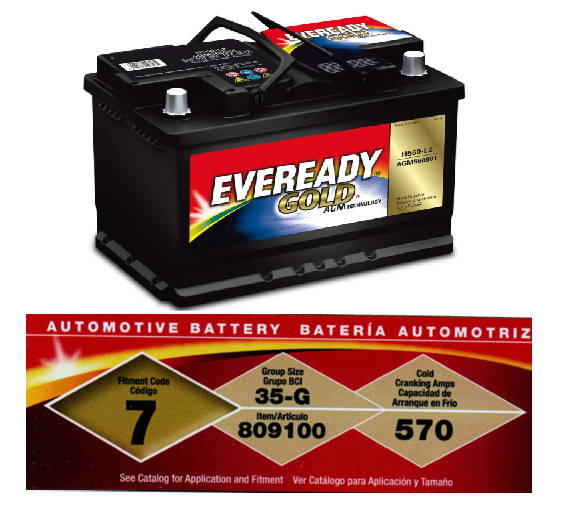 EVEREADY
GOLD
AGM TECHNOLOGY
H560-L2
EVEREADY
AUTOMOTIVE BATTERY BATERÍA AUTOMOTRIZ
Fitment Code
Código
7
Group Size
Grupo BCI
35-G
Item/Artículo
809100
Cold
Cranking Amps
Capacidad de
Arranque en Frío
570
See Catalog for Application and Fitment Ver Catálogo para Aplicación y Tamaño